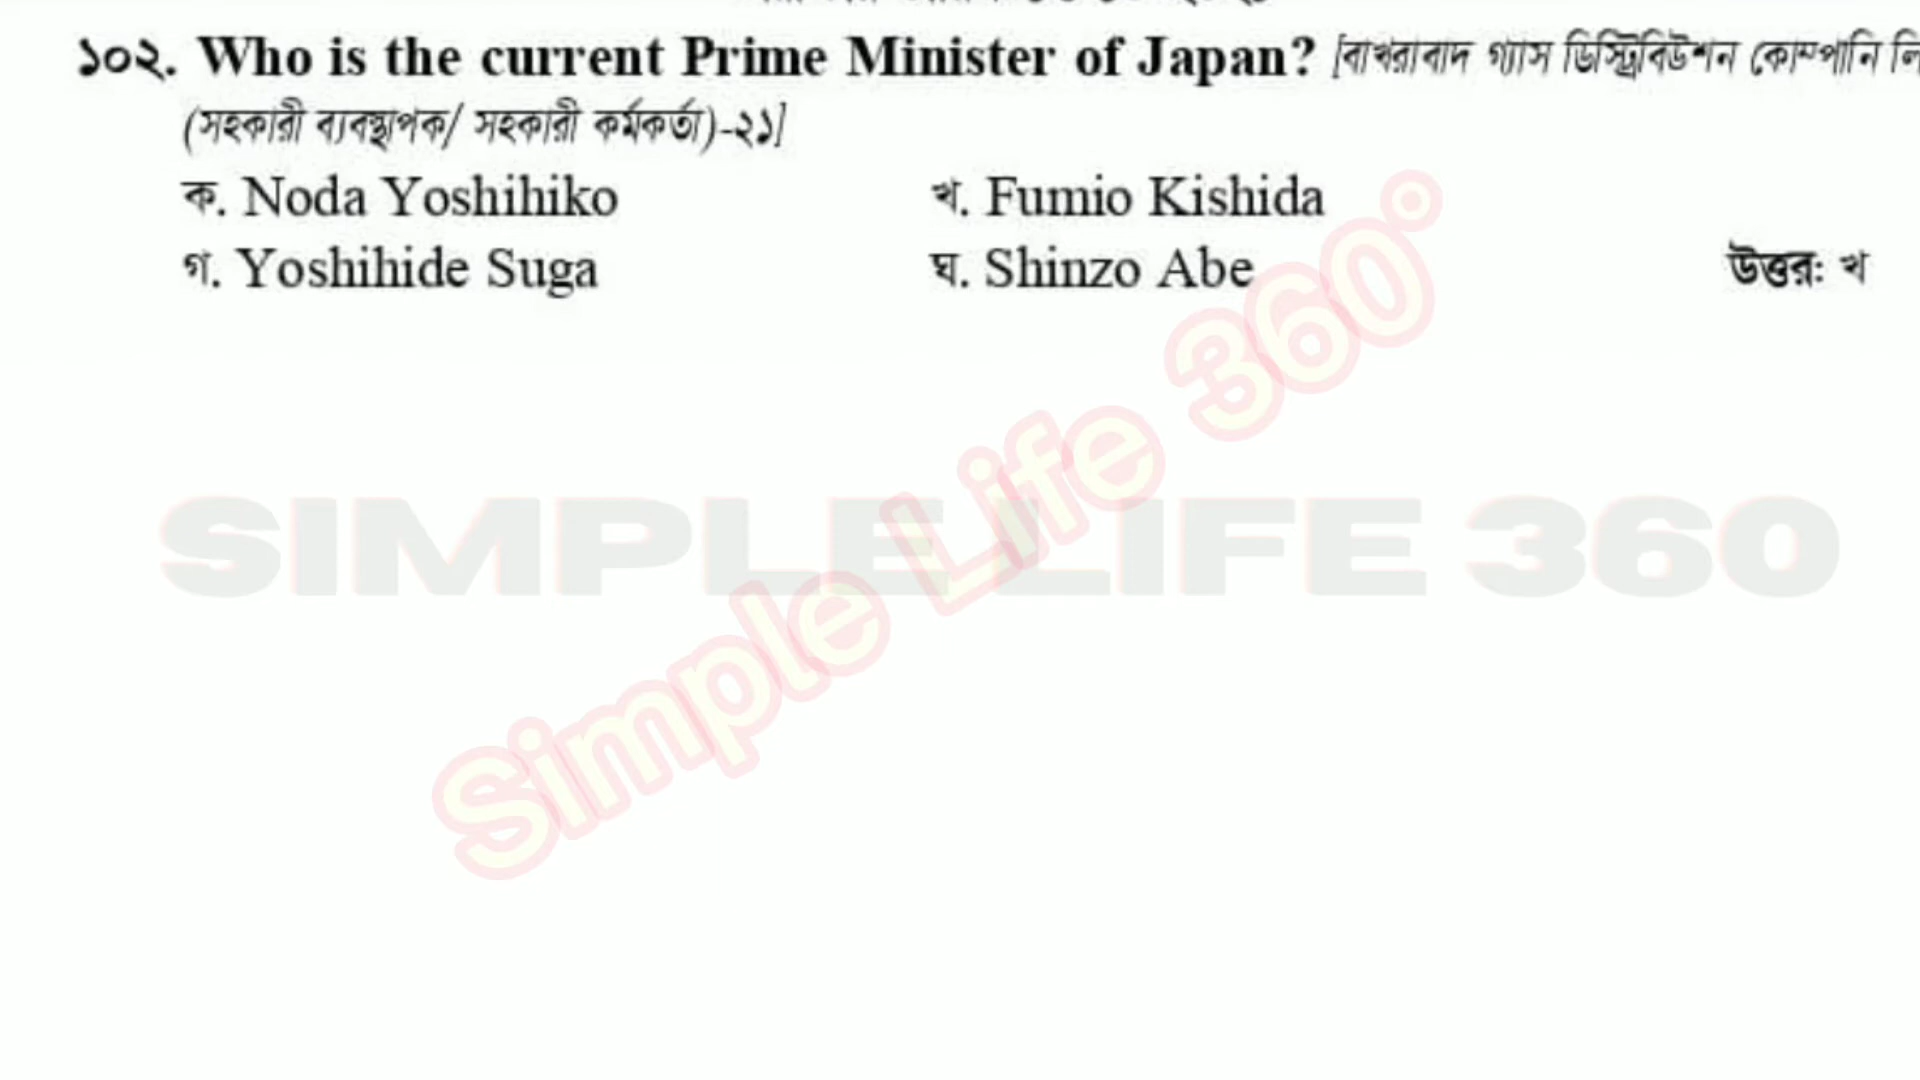 ১০২. Who is the current Prime Minister of Japan? [বাখরাবাদ গ্যাস ডিস্ট্রিবিউশন কোম্পানি লি
(সহকারী ব্যবস্থাপক/ সহকারী কর্মকর্তা)-২১]
ক. Noda Yoshihiko খ. Fumio Kishida
গ. Yoshihide Suga ঘ. Shinzo Abe উত্তর: খ
Simple Life 360°
SIMPLE LIFE 360